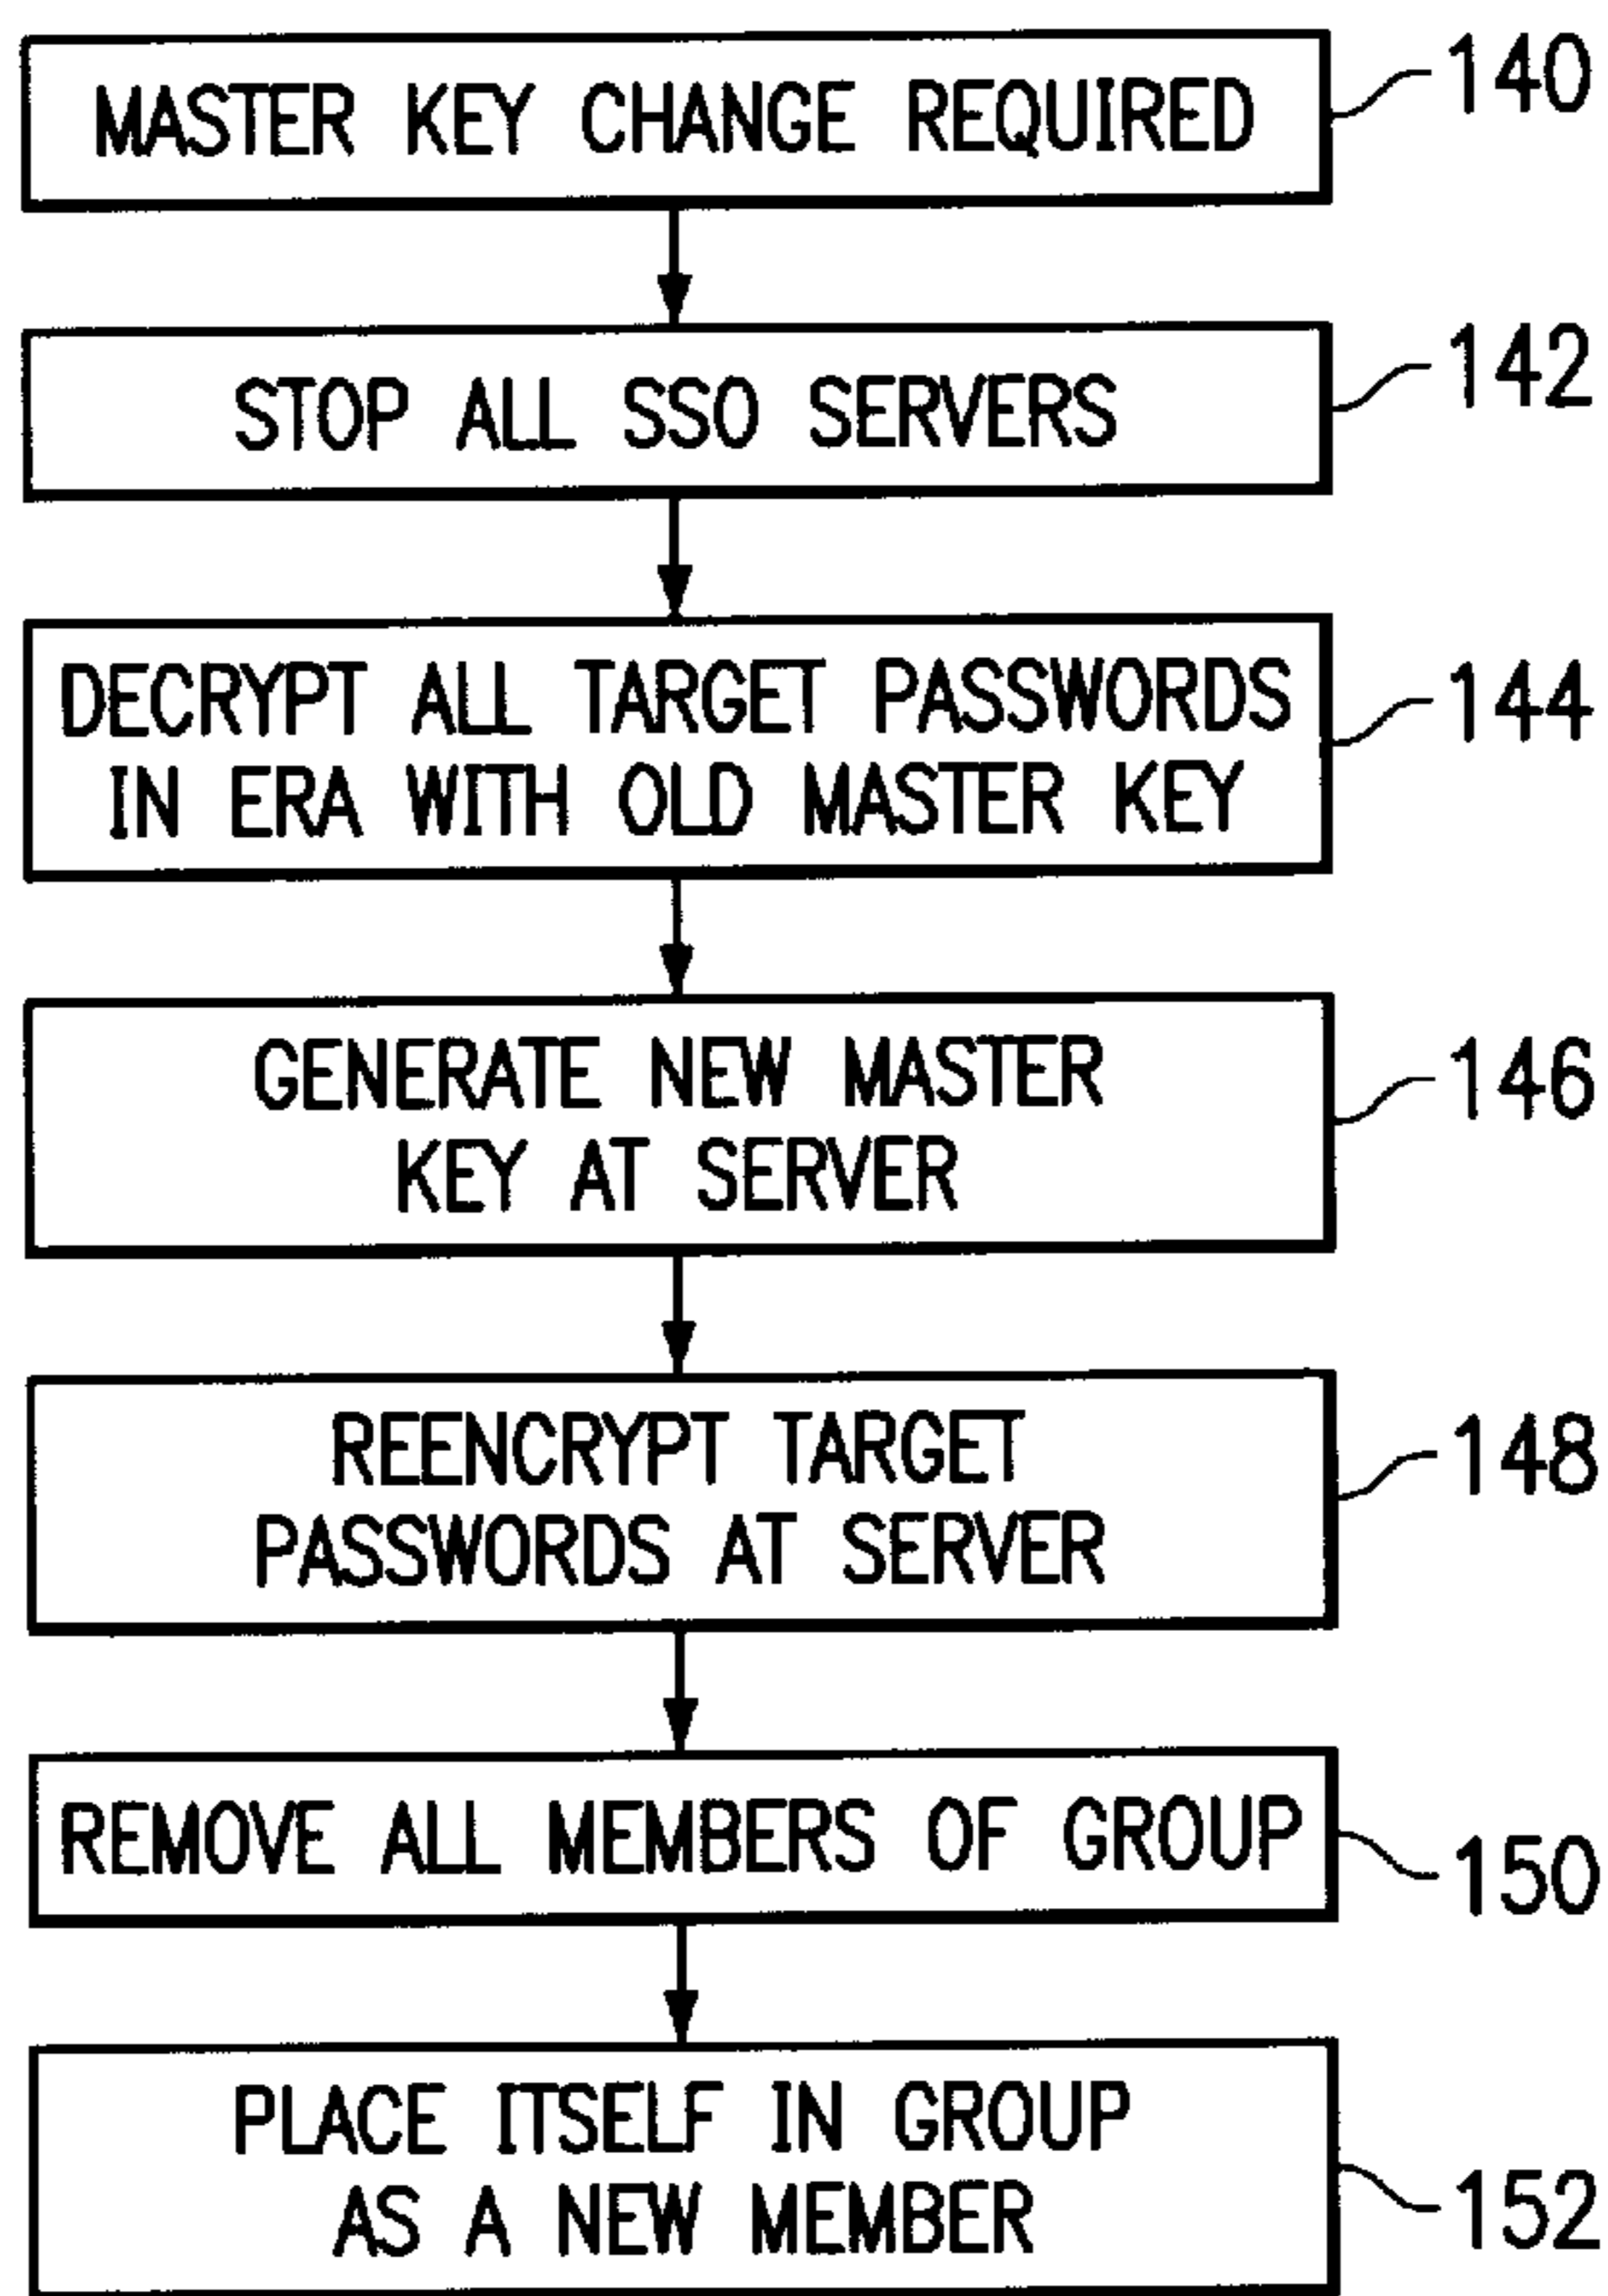 MASTER KEY CHANGE REQUIRED
140
STOP ALL SSO SERVERS
142
DECRYPT ALL TARGET PASSWORDS
IN ERA WITH OLD MASTER KEY
144
GENERATE NEW MASTER
KEY AT SERVER
146
REENCRYPT TARGET
PASSWORDS AT SERVER
148
REMOVE ALL MEMBERS OF GROUP
150
PLACE ITSELF IN GROUP
AS A NEW MEMBER
152